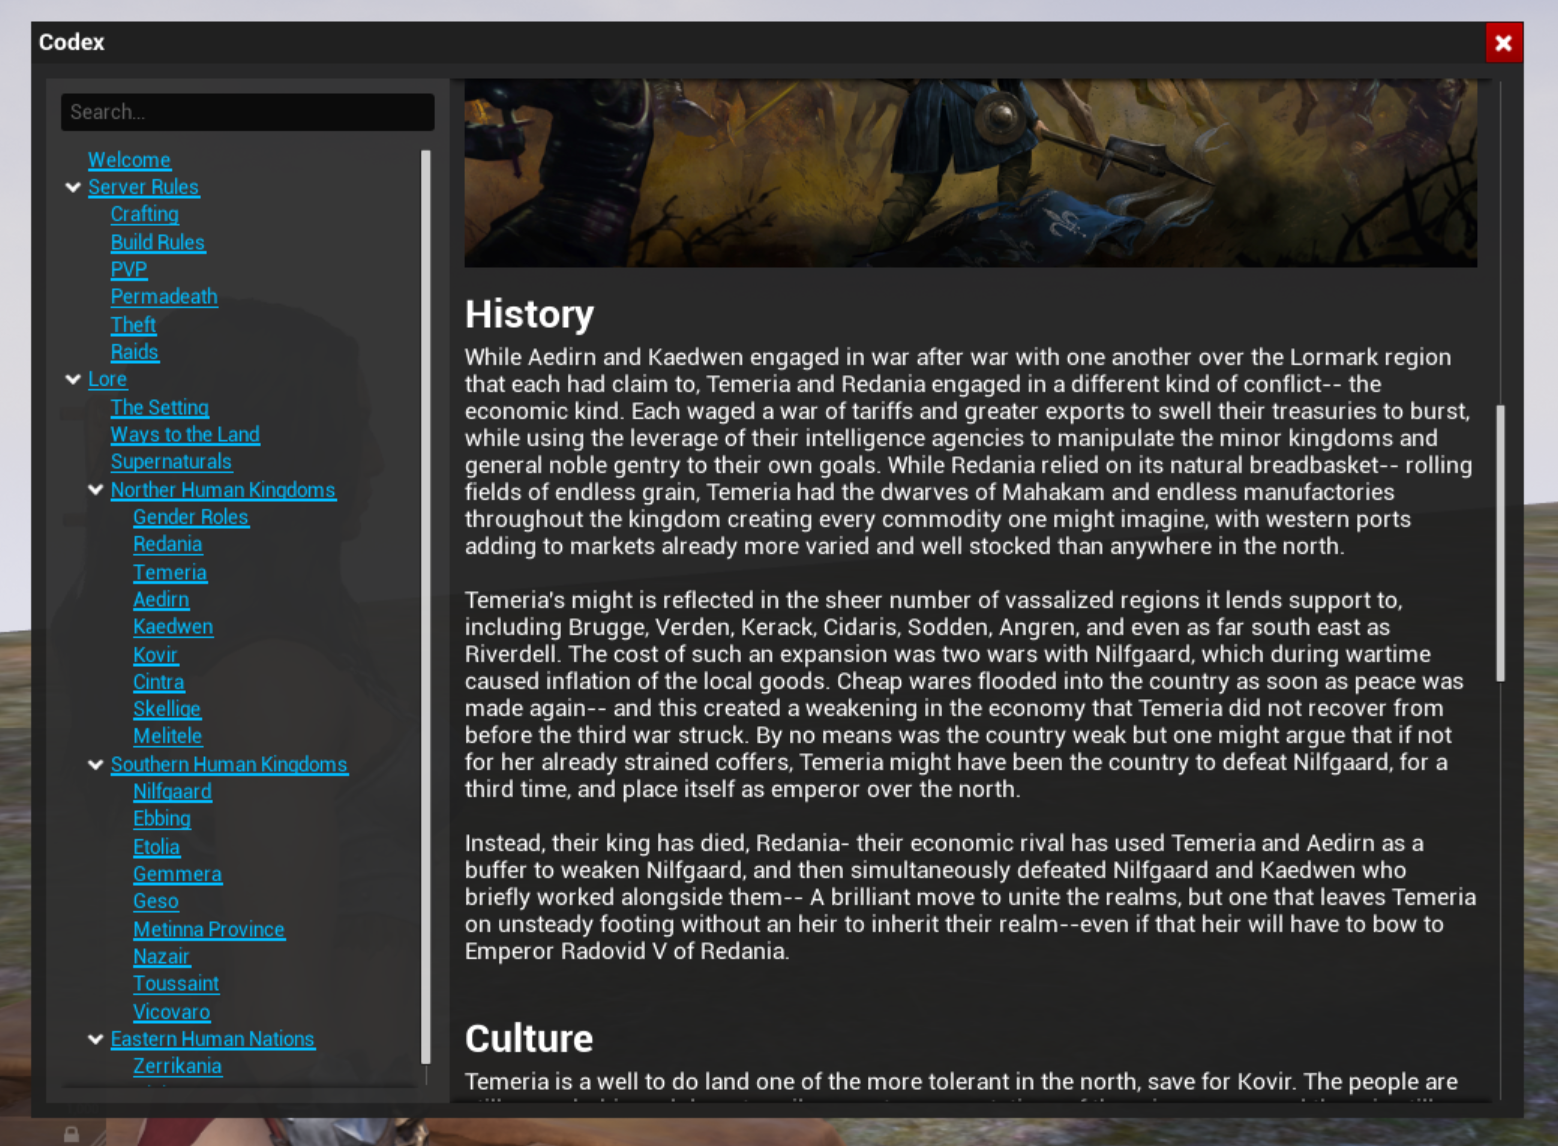 Codex
Search...
Welcome
Server Rules
Crafting
Build Rules
PVP
Permadeath
Theft
Raids
Lore
The Setting
Ways to the Land
Supernaturals
Norther Human Kingdoms
Gender Roles
Redania
Temeria
Aedirn
Kaedwen
Kovir
Cintra
Skellige
Melitele
Southern Human Kingdoms
Nilfgaard
Ebbing
Etolia
Gemmera
Geso
Metinna Province
Nazair
Toussaint
Vicovaro
Eastern Human Nations
Zerrikania
History
While Aedirn and Kaedwen engaged in war after war with one another over the Lormark region
that each had claim to, Temeria and Redania engaged in a different kind of conflict-- the
economic kind. Each waged a war of tariffs and greater exports to swell their treasuries to burst,
while using the leverage of their intelligence agencies to manipulate the minor kingdoms and
general noble gentry to their own goals. While Redania relied on its natural breadbasket-- rolling
fields of endless grain, Temeria had the dwarves of Mahakam and endless manufactories
throughout the kingdom creating every commodity one might imagine, with western ports
adding to markets already more varied and well stocked than anywhere in the north.
Temeria's might is reflected in the sheer number of vassalized regions it lends support to,
including Brugge, Verden, Kerack, Cidaris, Sodden, Angren, and even as far south east as
Riverdell. The cost of such an expansion was two wars with Nilfgaard, which during wartime
caused inflation of the local goods. Cheap wares flooded into the country as soon as peace was
made again-- and this created a weakening in the economy that Temeria did not recover from
before the third war struck. By no means was the country weak but one might argue that if not
for her already strained coffers, Temeria might have been the country to defeat Nilfgaard, for a
third time, and place itself as emperor over the north.
Instead, their king has died, Redania- their economic rival has used Temeria and Aedirn as a
buffer to weaken Nilfgaard, and then simultaneously defeated Nilfgaard and Kaedwen who
briefly worked alongside them-- A brilliant move to unite the realms, but one that leaves Temeria
on unsteady footing without an heir to inherit their realm--even if that heir will have to bow to
Emperor Radovid V of Redania.
Culture
Temeria is a well to do land one of the more tolerant in the north, save for Kovir. The people are